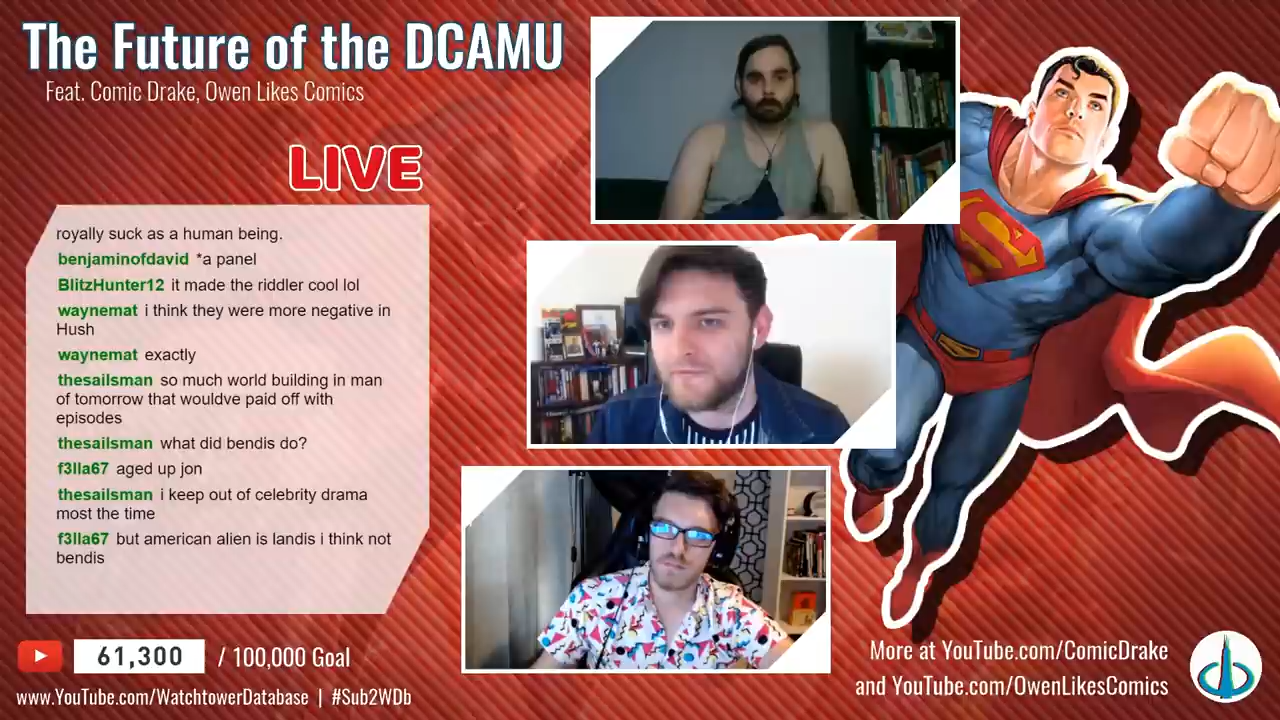 The Future of the DCAMU
Feat. Comic Drake, Owen Likes Comics
LIVE
royally suck as a human being.
benjaminofdavid *a panel
BlitzHunter12 it made the riddler cool lol
waynemat i think they were more negative in
Hush
waynemat exactly
thesailsman so much world building in man
of tomorrow that wouldve paid off with
episodes
thesailsman what did bendis do?
f3lla67 aged up jon
thesailsman i keep out of celebrity drama
most the time
f3lla67 but american alien is landis i think not
bendis
61,300 / 100,000 Goal
www.YouTube.com/WatchtowerDatabase | #Sub2WDb
More at YouTube.com/ComicDrake
and YouTube.com/OwenLikesComics